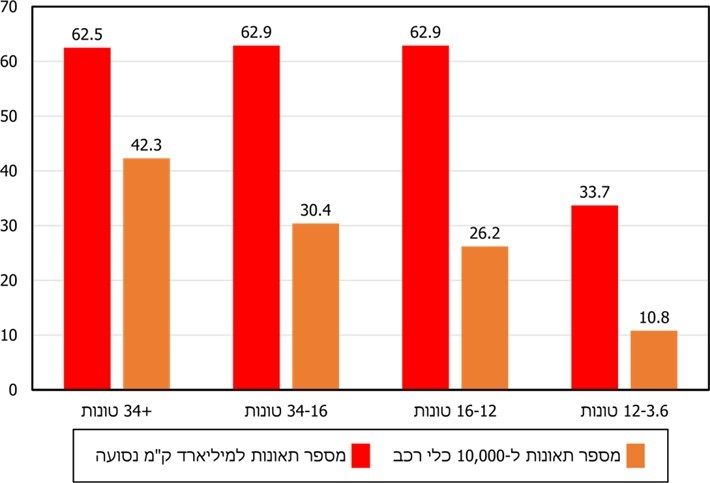 70
60
50
40
30
20
10
0
62.5
42.3
62.9
30.4
62.9
26.2
33.7
10.8
34+ טונות
34-16 טונות
16-12 טונות
12-3.6 טונות
מספר תאונות למיליארד ק"מ נסועה
מספר תאונות ל-10,000 כלי רכב